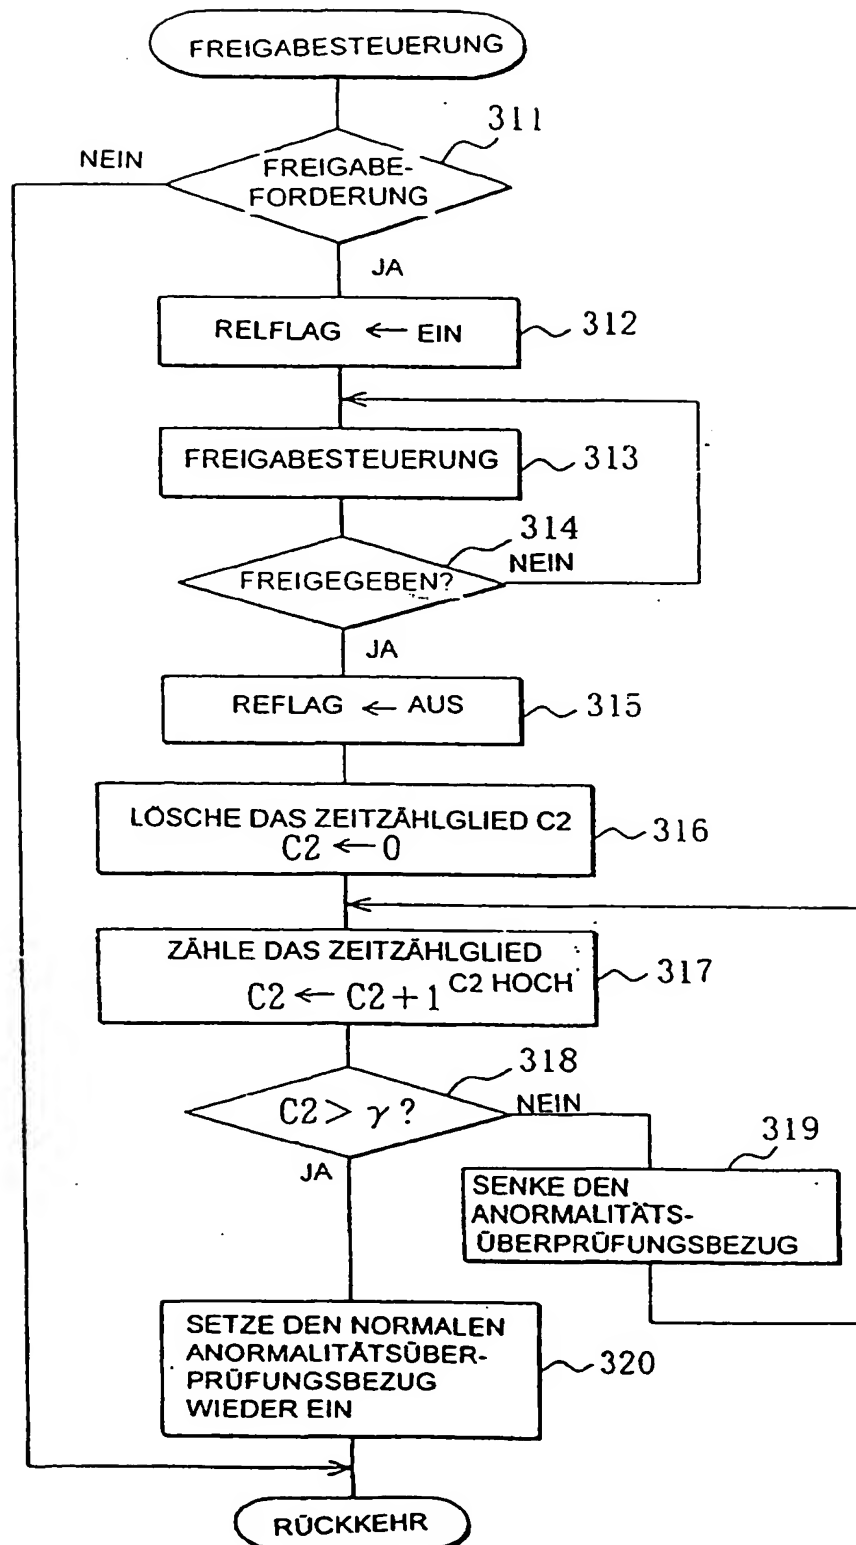 FREIGABESTEUERUNG
311
NEIN
FREIGABE-
FORDERUNG
JA
RELFLAG ← EIN
312
FREIGABESTEUERUNG
313
314
FREIGEGEBEN?
NEIN
JA
REFLAG ← AUS
315
LÖSCHE DAS ZEITZÄHLGLIED C2
C2 ← 0
316
ZÄHLE DAS ZEITZÄHLGLIED
C2 ← C2+1 C2 HOCH
317
318
C2 > γ ?
NEIN
JA
319
SENKE DEN
ANORMALITÄTS-
ÜBERPRÜFUNGSBEZUG
SETZE DEN NORMALEN
ANORMALITÄTSÜBER-
PRÜFUNGSBEZUG
WIEDER EIN
320
RÜCKKEHR